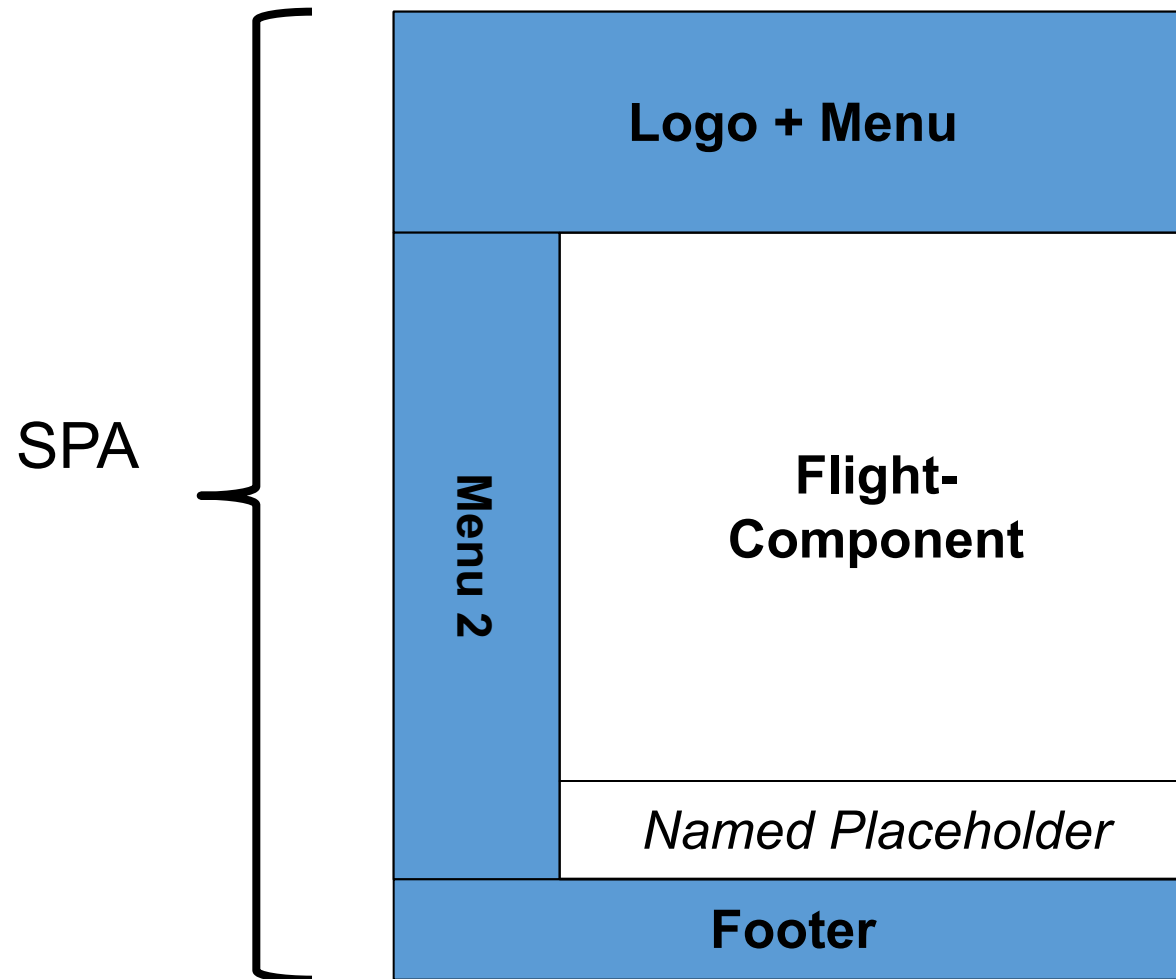 Logo + Menu
SPA
Menu 2
Flight-
Component
Named Placeholder
Footer